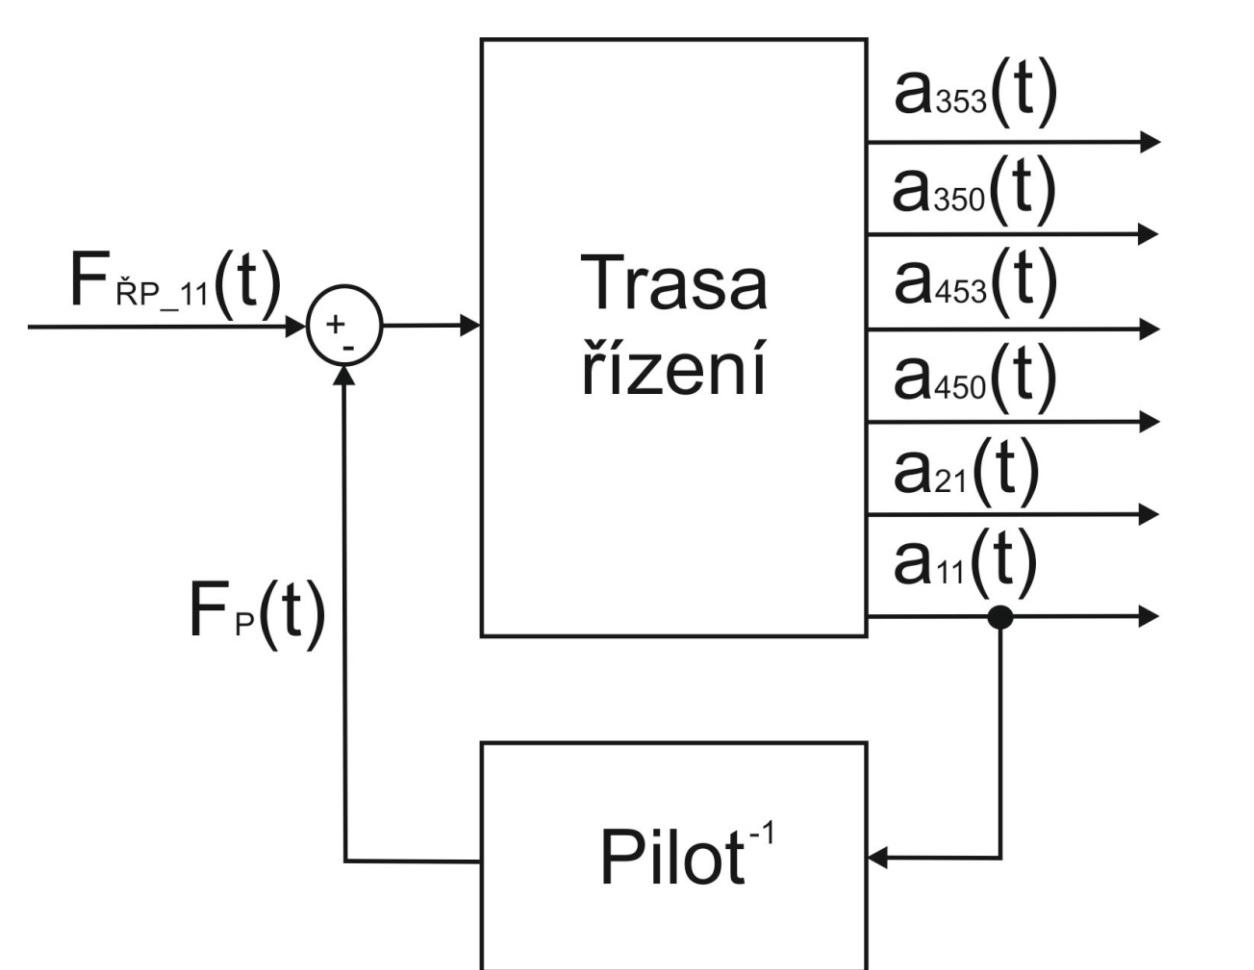 a353(t)
a350(t)
FŘP_11(t)
+
-
Trasa
řízení
a453(t)
a450(t)
a21(t)
a11(t)
FP(t)
Pilot-1